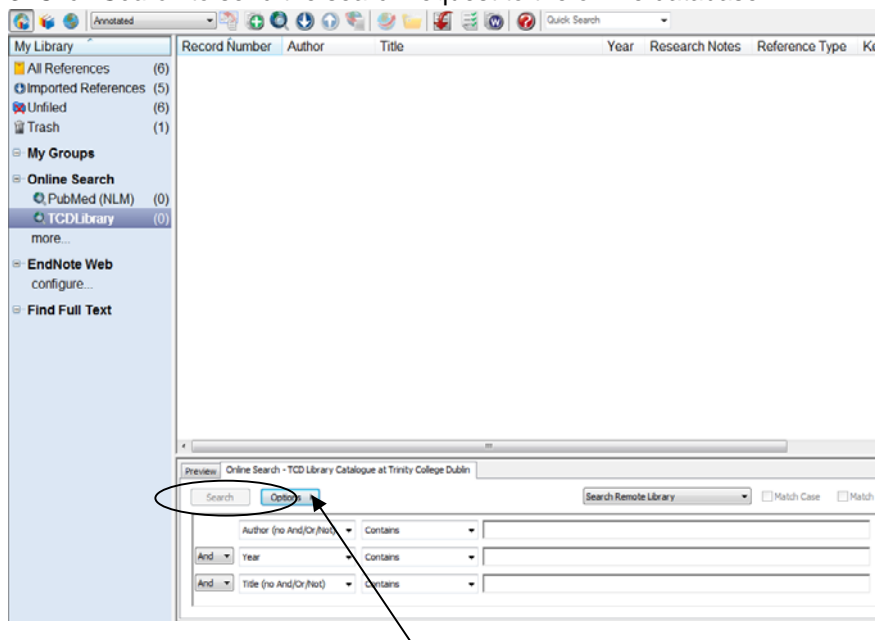 Annotated
Quick Search
My Library
All References (6)
Imported References (5)
Unfiled (6)
Trash (1)
My Groups
Online Search
PubMed (NLM) (0)
TCDLibrary (0)
more...
EndNote Web
configure...
Find Full Text
Record Number Author Title Year Research Notes Reference Type Ke
Preview Online Search - TCD Library Catalogue at Trinity College Dublin
Search Options Search Remote Library Match Case Match
Author (no And/Or/Not) Contains
And Year Contains
And Title (no And/Or/Not) Contains